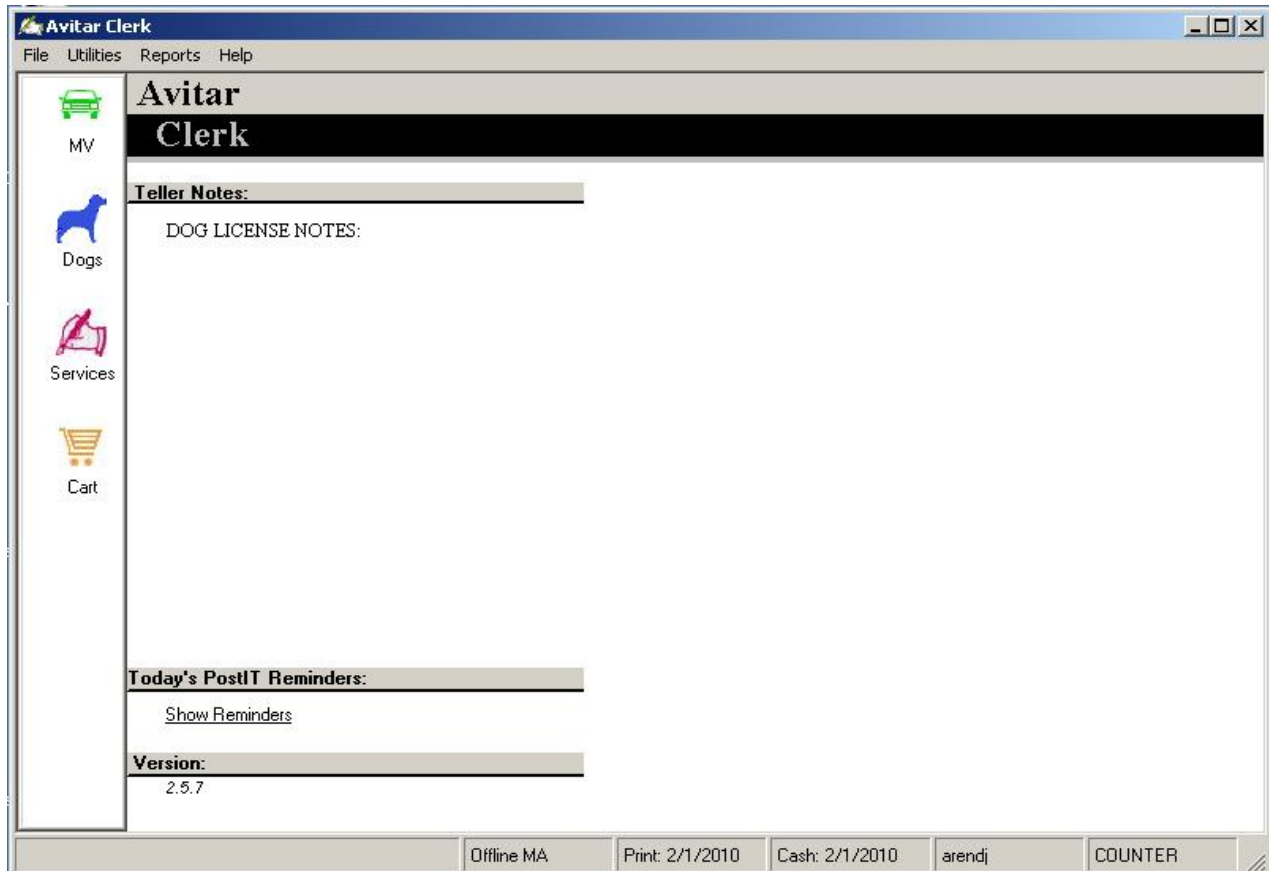 Avitar Clerk
File Utilities Reports Help
Avitar
Clerk
MV
Dogs
Services
Cart
Teller Notes:
DOG LICENSE NOTES:
Today's PostIT Reminders:
Show Reminders
Version:
2.5.7
Offline MA Print: 2/1/2010 Cash: 2/1/2010 arendj COUNTER